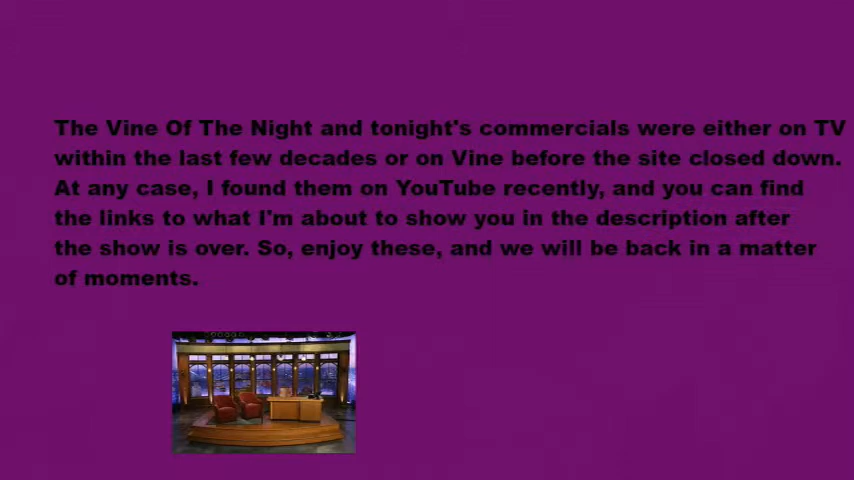 The Vine Of The Night and tonight's commercials were either on TV
within the last few decades or on Vine before the site closed down.
At any case, I found them on YouTube recently, and you can find
the links to what I'm about to show you in the description after
the show is over. So, enjoy these, and we will be back in a matter
of moments.